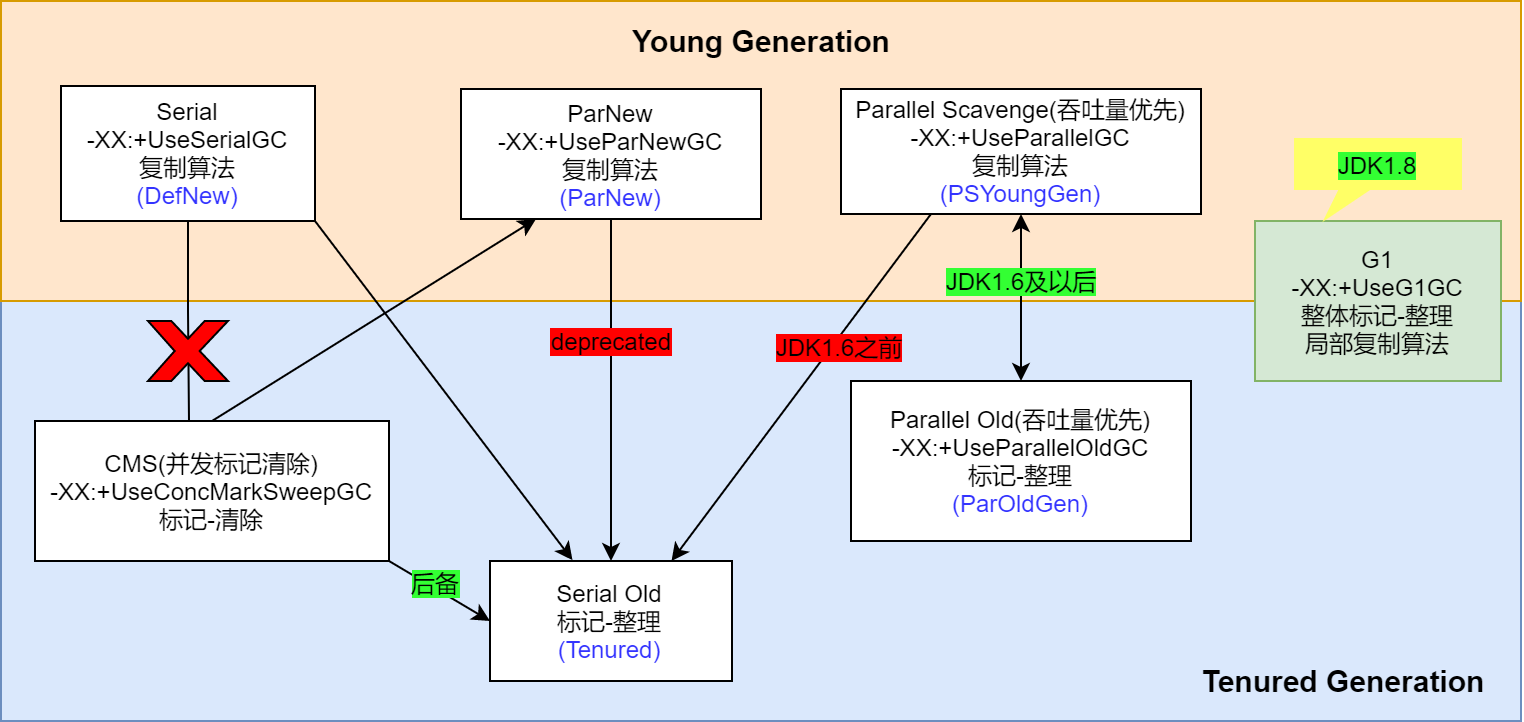 Young Generation
Serial
-XX:+UseSerialGC
复制算法
(DefNew)
ParNew
-XX:+UseParNewGC
复制算法
(ParNew)
Parallel Scavenge(吞吐量优先)
-XX:+UseParallelGC
复制算法
(PSYoungGen)
JDK1.8
G1
-XX:+UseG1GC
整体标记-整理
局部复制算法
JDK1.6及以后
deprecated
JDK1.6之前
CMS(并发标记清除)
-XX:+UseConcMarkSweepGC
标记-清除
Parallel Old(吞吐量优先)
-XX:+UseParallelOldGC
标记-整理
(ParOldGen)
后备
Serial Old
标记-整理
(Tenured)
Tenured Generation